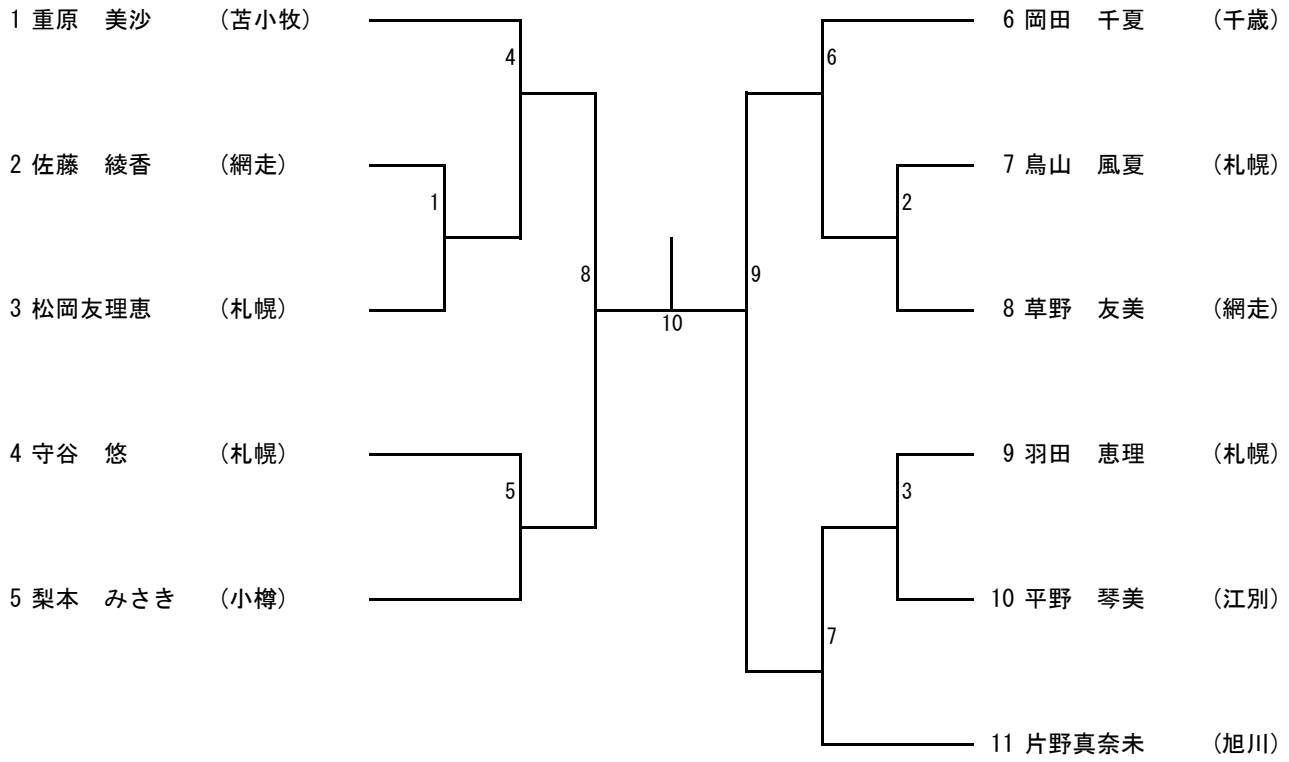 1 重原　美沙　（苫小牧）
4
2 佐藤　綾香　（網走）
1
3 松岡友理恵　（札幌）
8
4 守谷　悠　（札幌）
5
5 梨本　みさき　（小樽）
10
6 岡田　千夏　（千歳）
6
7 鳥山　風夏　（札幌）
2
9
8 草野　友美　（網走）
9 羽田　恵理　（札幌）
3
10 平野　琴美　（江別）
7
11 片野真奈未　（旭川）